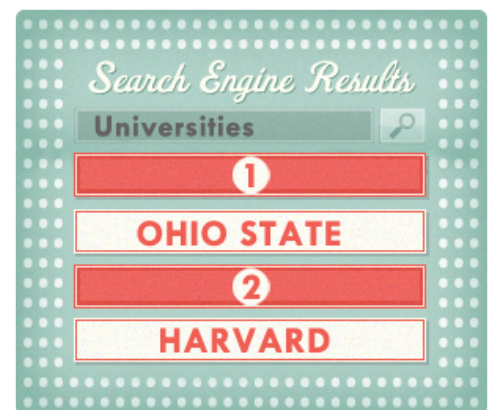 Search Engine Results
Universities
1
OHIO STATE
2
HARVARD